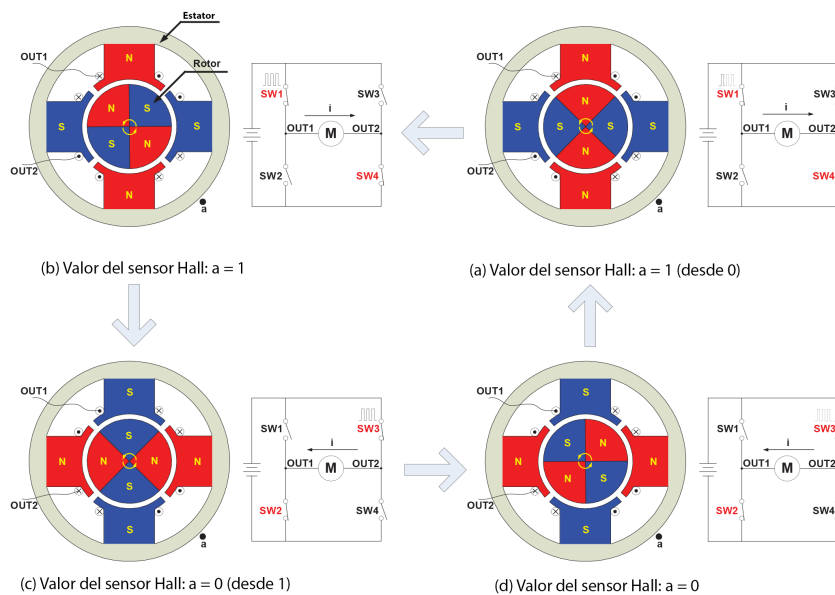 Estator
Rotor
OUT1
OUT2
N
S
S
N
N
S
S
N
a
SW1
SW3
i
OUT1
M
OUT2
SW2
SW4
(b) Valor del sensor Hall: a = 1
OUT1
OUT2
N
S
S
N
N
S
S
N
a
SW1
SW3
i
OUT1
M
OUT2
SW2
SW4
(a) Valor del sensor Hall: a = 1 (desde 0)
OUT1
OUT2
S
N
N
S
S
N
N
S
a
SW1
SW3
i
OUT1
M
OUT2
SW2
SW4
(c) Valor del sensor Hall: a = 0 (desde 1)
OUT1
OUT2
S
N
N
S
S
N
N
S
a
SW1
SW3
i
OUT1
M
OUT2
SW2
SW4
(d) Valor del sensor Hall: a = 0